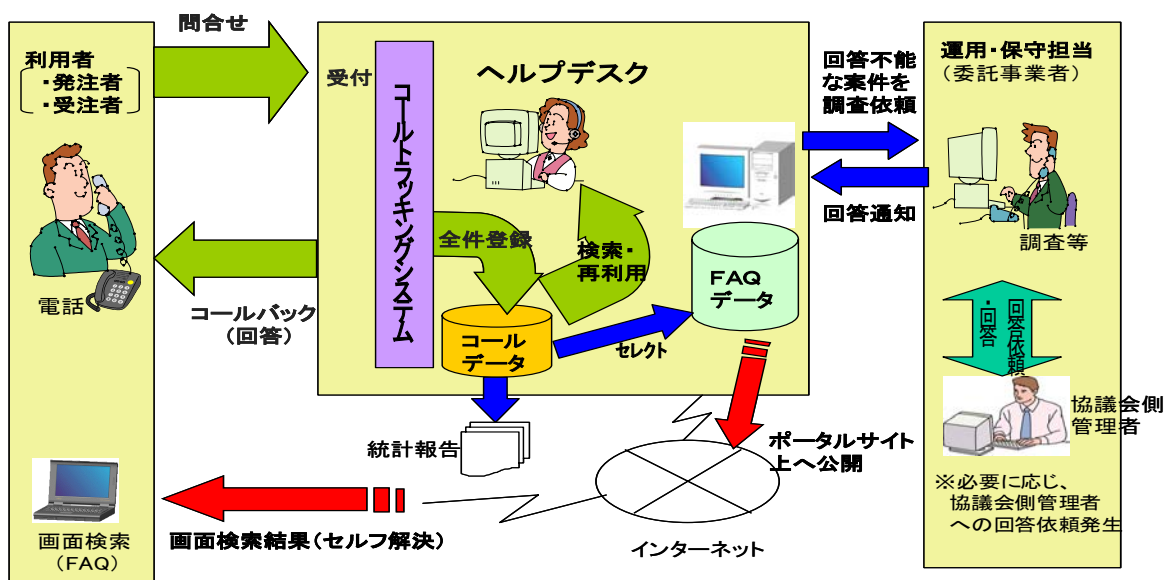 問合せ
利用者
・発注者
・受注者
電話
コールバック
(回答)
画面検索
(FAQ)
画面検索結果(セルフ解決)
受付
コールトラッキングシステム
ヘルプデスク
全件登録
検索・
再利用
コール
データ
セレクト
FAQ
データ
統計報告
ポータルサイト
上へ公開
インターネット
回答不能
な案件を
調査依頼
回答通知
運用・保守担当
(委託事業者)
調査等
回答依頼
・回答
協議会側
管理者
※必要に応じ、
協議会側管理者
への回答依頼発生